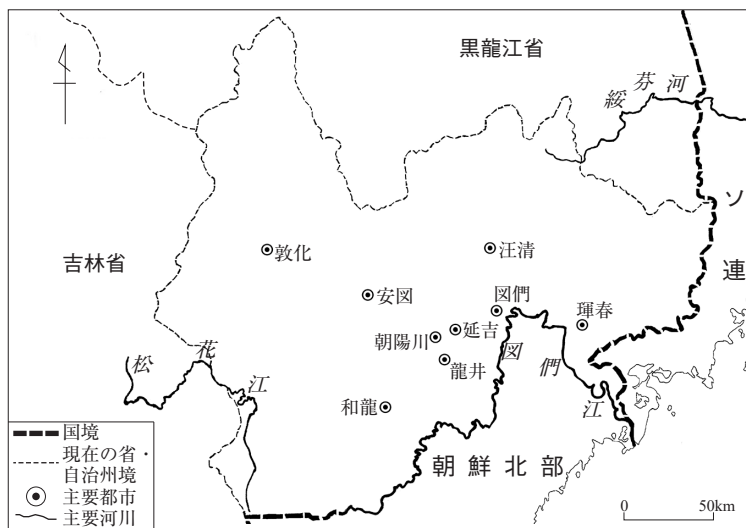 黒龍江省
綏芬河
ソ連
吉林省
敦化
汪清
安図
図們
琿春
延吉
朝陽川
龍井
図們江
松花江
和龍
朝鮮北部
国境
現在の省・
自治州境
主要都市
主要河川
0 50km